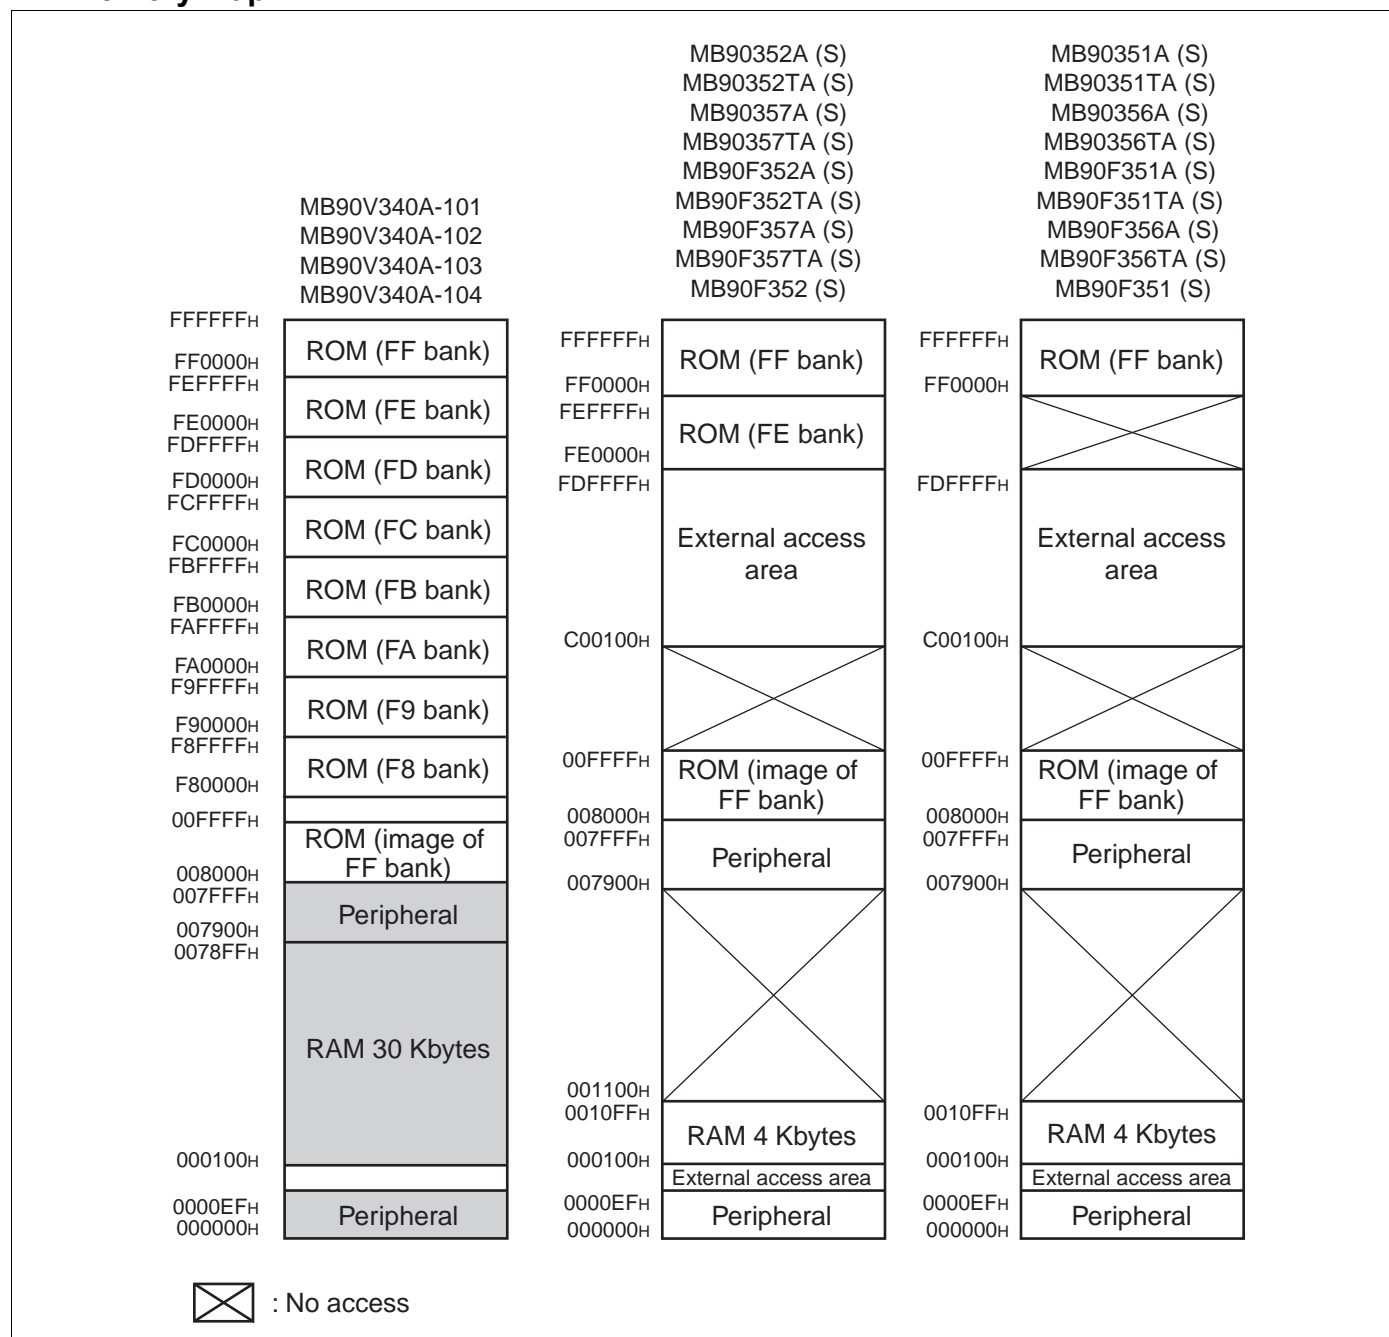 MB90V340A-101
MB90V340A-102
MB90V340A-103
MB90V340A-104
FFFFFFH
ROM (FF bank)
FF0000H
FEFFFFH
ROM (FE bank)
FE0000H
FDFFFFH
ROM (FD bank)
FD0000H
FCFFFFH
ROM (FC bank)
FC0000H
FBFFFFH
ROM (FB bank)
FB0000H
FAFFFFH
ROM (FA bank)
FA0000H
F9FFFFH
ROM (F9 bank)
F90000H
F8FFFFH
ROM (F8 bank)
F80000H
00FFFFH
ROM (image of
FF bank)
008000H
007FFFH
Peripheral
007900H
0078FFH
RAM 30 Kbytes
000100H
0000EFH
Peripheral
000000H
MB90352A (S)
MB90352TA (S)
MB90357A (S)
MB90357TA (S)
MB90F352A (S)
MB90F352TA (S)
MB90F357A (S)
MB90F357TA (S)
MB90F352 (S)
FFFFFFH
ROM (FF bank)
FF0000H
FEFFFFH
ROM (FE bank)
FE0000H
FDFFFFH
External access
area
C00100H
00FFFFH
ROM (image of
FF bank)
008000H
007FFFH
Peripheral
007900H
001100H
0010FFH
RAM 4 Kbytes
000100H
External access area
0000EFH
Peripheral
000000H
MB90351A (S)
MB90351TA (S)
MB90356A (S)
MB90356TA (S)
MB90F351A (S)
MB90F351TA (S)
MB90F356A (S)
MB90F356TA (S)
MB90F351 (S)
FFFFFFH
ROM (FF bank)
FF0000H
FDFFFFH
External access
area
C00100H
00FFFFH
ROM (image of
FF bank)
008000H
007FFFH
Peripheral
007900H
0010FFH
RAM 4 Kbytes
000100H
External access area
0000EFH
Peripheral
000000H
: No access